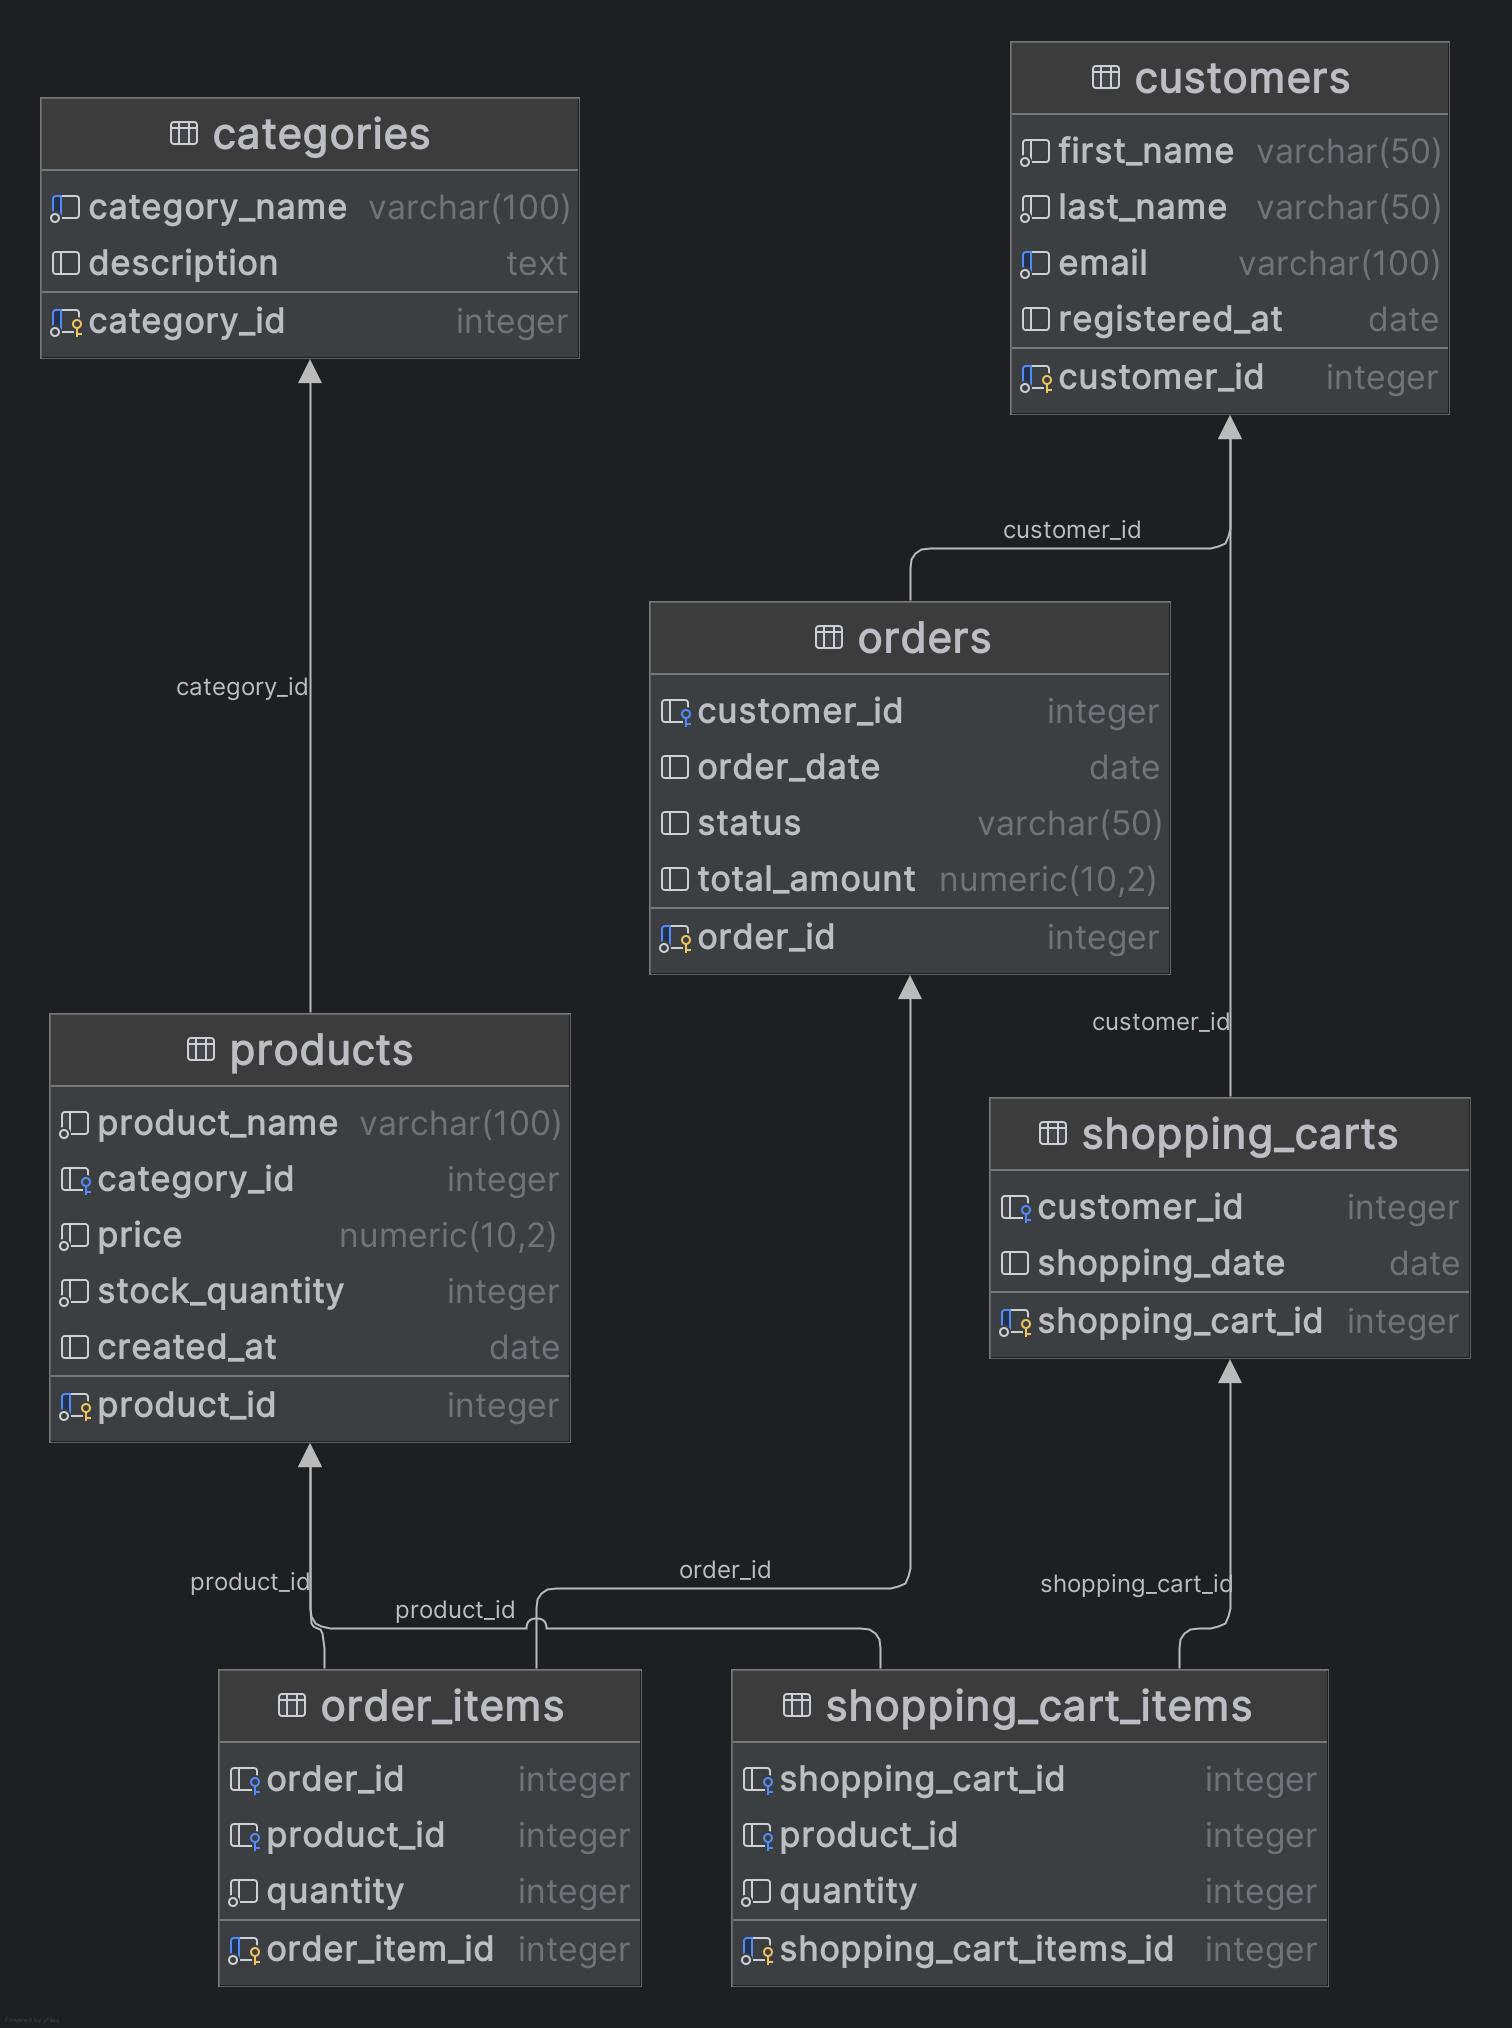 categories
category_name varchar(100)
description text
category_id integer
customers
first_name varchar(50)
last_name varchar(50)
email varchar(100)
registered_at date
customer_id integer
customer_id
orders
customer_id integer
order_date date
status varchar(50)
total_amount numeric(10,2)
order_id integer
category_id
customer_id
products
product_name varchar(100)
category_id integer
price numeric(10,2)
stock_quantity integer
created_at date
product_id integer
shopping_carts
customer_id integer
shopping_date date
shopping_cart_id integer
product_id
order_id
product_id
shopping_cart_id
order_items
order_id integer
product_id integer
quantity integer
order_item_id integer
shopping_cart_items
shopping_cart_id integer
product_id integer
quantity integer
shopping_cart_items_id integer